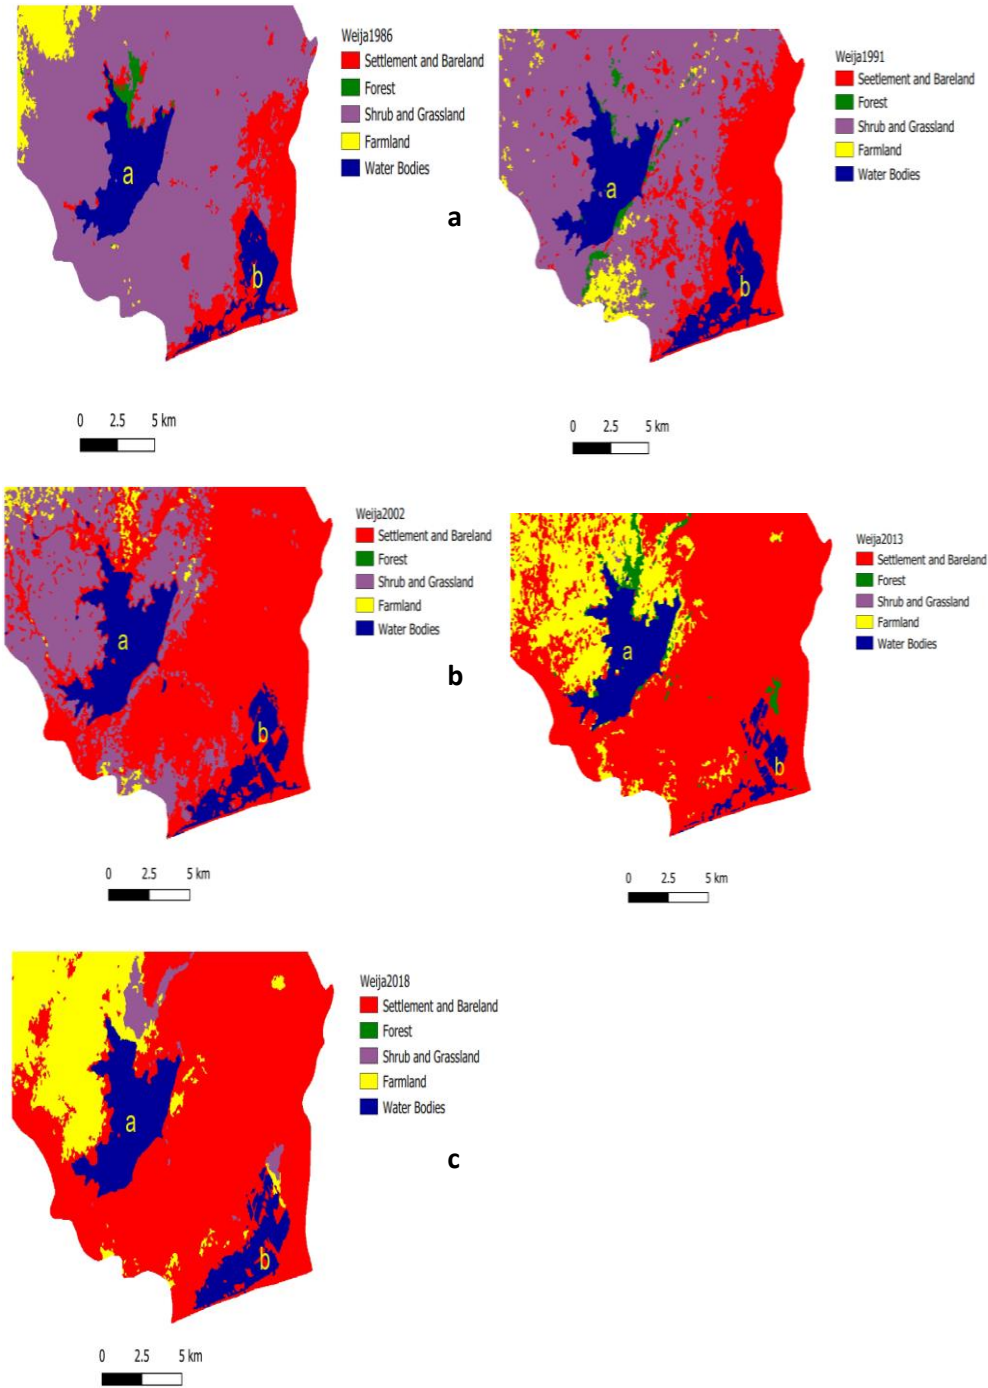 Weija1986
Settlement and Bareland
Forest
Shrub and Grassland
Farmland
Water Bodies
a
b
0 2.5 5 km
a
Weija1991
Seetlement and Bareland
Forest
Shrub and Grassland
Farmland
Water Bodies
a
b
0 2.5 5 km
Weija2002
Settlement and Bareland
Forest
Shrub and Grassland
Farmland
Water Bodies
a
b
0 2.5 5 km
b
Weija2013
Settlement and Bareland
Forest
Shrub and Grassland
Farmland
Water Bodies
a
b
0 2.5 5 km
Weija2018
Settlement and Bareland
Forest
Shrub and Grassland
Farmland
Water Bodies
a
b
0 2.5 5 km
c